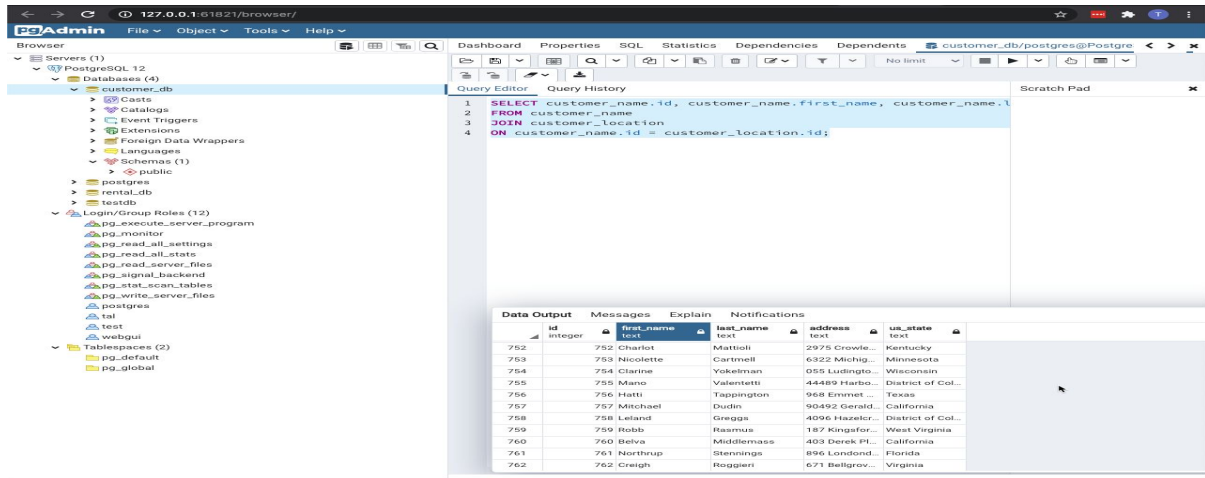 127.0.0.1:61821/browser/
pgAdmin File Object Tools Help
Browser
Dashboard Properties SQL Statistics Dependencies Dependents customer_db/postgres@Postgre
No limit
Query Editor Query History Scratch Pad
Servers (1)
PostgreSQL 12
Databases (4)
customer_db
Casts
Catalogs
Event Triggers
Extensions
Foreign Data Wrappers
Languages
Schemas (1)
public
postgres
rental_db
testdb
Login/Group Roles (12)
pg_execute_server_program
pg_monitor
pg_read_all_settings
pg_read_all_stats
pg_read_server_files
pg_signal_backend
pg_stat_scan_tables
pg_write_server_files
postgres
tal
test
webgui
Tablespaces (2)
pg_default
pg_global
1 SELECT customer_name.id, customer_name.first_name, customer_name.l
2 FROM customer_name
3 JOIN customer_location
4 ON customer_name.id = customer_location.id;
Data Output Messages Explain Notifications
id first_name last_name address us_state
integer text text text text
752 752 Charlot Mattioli 2975 Crowle... Kentucky
753 753 Nicolette Cartmell 6322 Michig... Minnesota
754 754 Clarine Yokelman 055 Ludingto... Wisconsin
755 755 Mano Valentetti 44489 Harbo... District of Col...
756 756 Hatti Tappington 968 Emmet ... Texas
757 757 Mitchael Dudin 90492 Gerald... California
758 758 Leland Greggs 4096 Hazelcr... District of Col...
759 759 Robb Rasmus 187 Kingsfor... West Virginia
760 760 Belva Middlemass 403 Derek Pl... California
761 761 Northrup Stennings 896 Londond... Florida
762 762 Creigh Roggieri 671 Bellgrov... Virginia
T